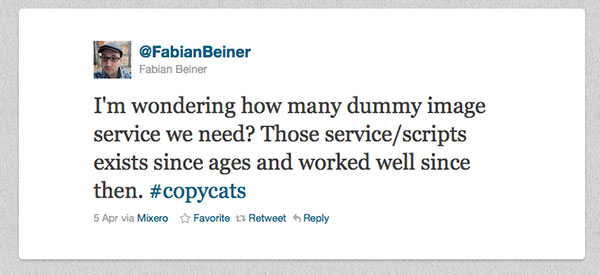 @FabianBeiner
Fabian Beiner
I'm wondering how many dummy image
service we need? Those service/scripts
exists since ages and worked well since
then. #copycats
5 Apr via Mixero Favorite Retweet Reply